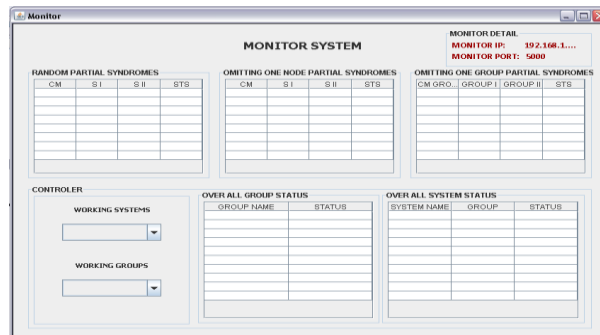 Monitor
MONITOR SYSTEM
MONITOR DETAIL
MONITOR IP: 192.168.1....
MONITOR PORT: 5000
RANDOM PARTIAL SYNDROMES
CM S I S II STS
OMITTING ONE NODE PARTIAL SYNDROMES
CM S I S II STS
OMITTING ONE GROUP PARTIAL SYNDROMES
CM GRO... GROUP I GROUP II STS
CONTROLER
WORKING SYSTEMS
WORKING GROUPS
OVER ALL GROUP STATUS
GROUP NAME STATUS
OVER ALL SYSTEM STATUS
SYSTEM NAME GROUP STATUS